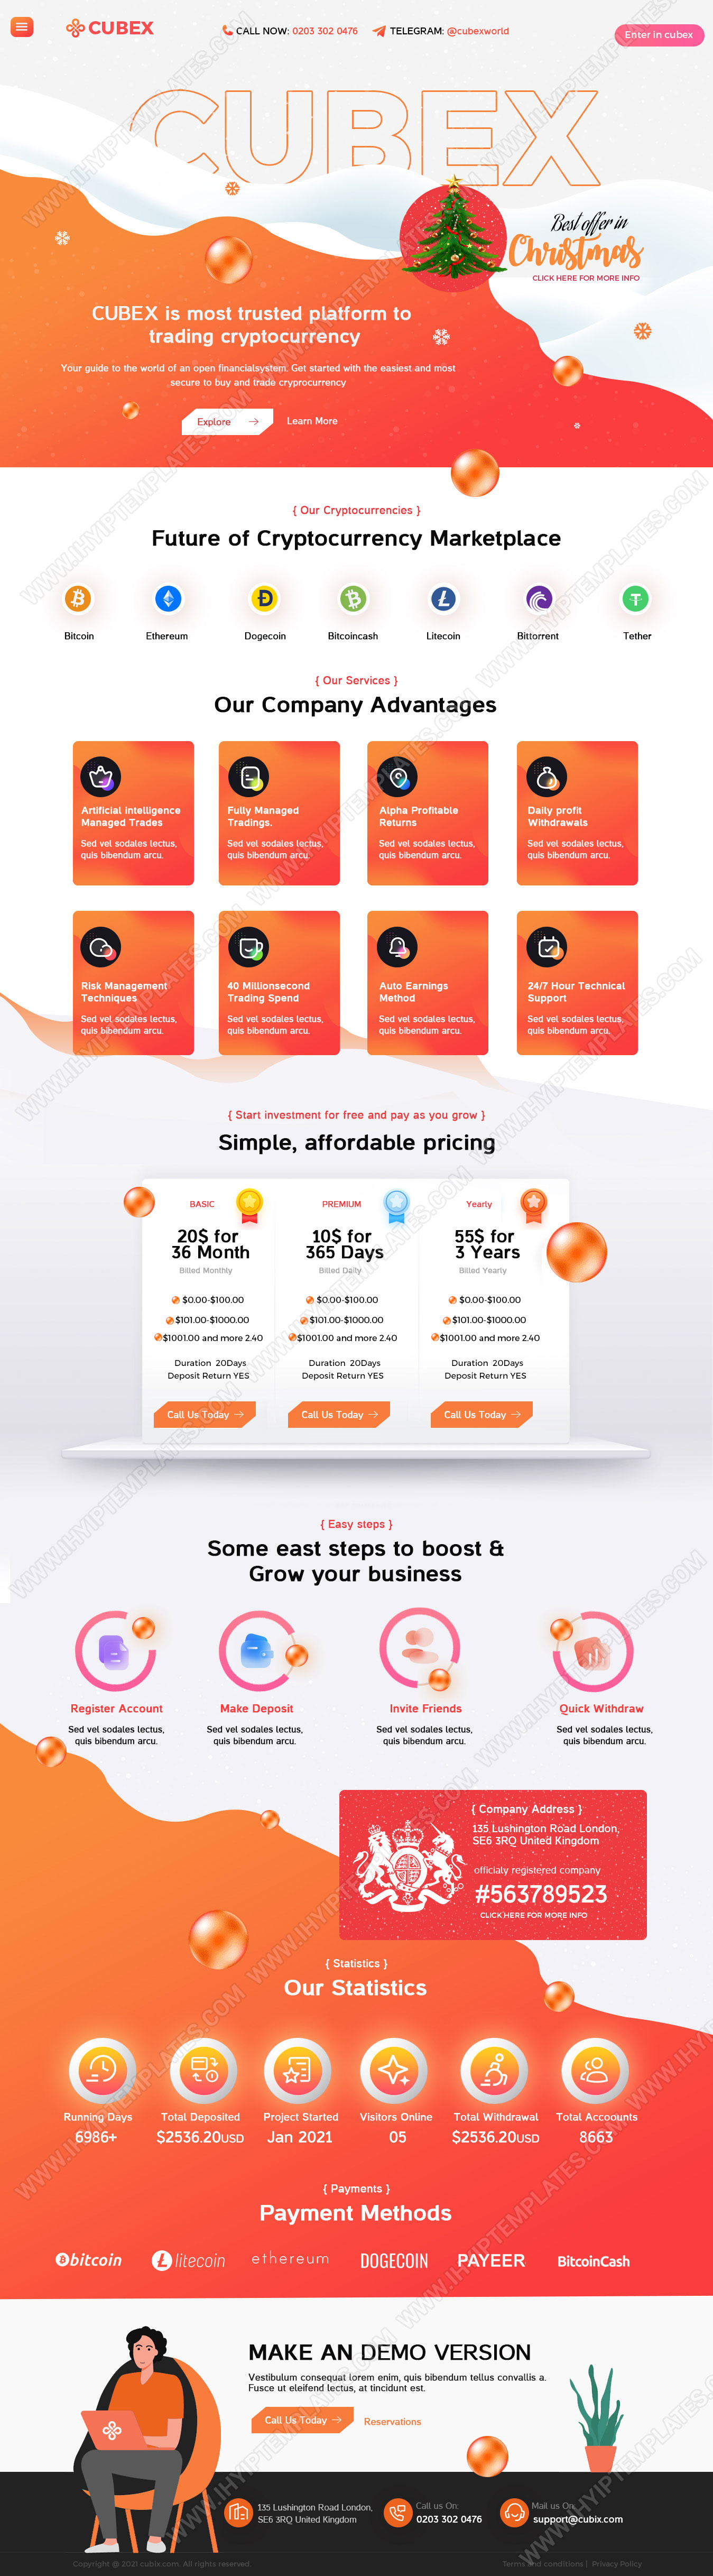 CUBEX
CALL NOW: 0203 302 0476
TELEGRAM: @cubexworld
Enter in cubex
CUBEX
Best offer in
Christmas
CLICK HERE FOR MORE INFO
CUBEX is most trusted platform to
trading cryptocurrency
Your guide to the world of an open financialsystem. Get started with the easiest and most
secure to buy and trade cryprocurrency
Explore
Learn More
{ Our Cryptocurrencies }
Future of Cryptocurrency Marketplace
Bitcoin
Ethereum
Dogecoin
Bitcoincash
Litecoin
Bittorrent
Tether
{ Our Services }
Our Company Advantages
Artificial intelligence
Managed Trades
Sed vel sodales lectus,
quis bibendum arcu.
Fully Managed
Tradings.
Sed vel sodales lectus,
quis bibendum arcu.
Alpha Profitable
Returns
Sed vel sodales lectus,
quis bibendum arcu.
Daily profit
Withdrawals
Sed vel sodales lectus,
quis bibendum arcu.
Risk Management
Techniques
Sed vel sodales lectus,
quis bibendum arcu.
40 Millionsecond
Trading Spend
Sed vel sodales lectus,
quis bibendum arcu.
Auto Earnings
Method
Sed vel sodales lectus,
quis bibendum arcu.
24/7 Hour Technical
Support
Sed vel sodales lectus,
quis bibendum arcu.
{ Start investment for free and pay as you grow }
Simple, affordable pricing
BASIC
20$ for
36 Month
Billed Monthly
$0.00-$100.00
$101.00-$1000.00
$1001.00 and more 2.40
Duration 20Days
Deposit Return YES
Call Us Today
PREMIUM
10$ for
365 Days
Billed Daily
$0.00-$100.00
$101.00-$1000.00
$1001.00 and more 2.40
Duration 20Days
Deposit Return YES
Call Us Today
Yearly
55$ for
3 Years
Billed Yearty
$0.00-$100.00
$101.00-$1000.00
$1001.00 and more 2.40
Duration 20Days
Deposit Return YES
Call Us Today
{ Easy steps }
Some east steps to boost &
Grow your business
Register Account
Sed vel sodales lectus,
quis bibendum arcu.
Make Deposit
Sed vel sodales lectus,
quis bibendum arcu.
Invite Friends
Sed vel sodales lectus,
quis bibendum arcu.
Quick Withdraw
Sed vel sodales lectus,
quis bibendum arcu.
{ Company Address }
135 Lushington Road London,
SE6 3RQ United Kingdom
officialy registered company
#563789523
CLICK HERE FOR MORE INFO
{ Statistics }
Our Statistics
Running Days
6986+
Total Deposited
$2536.20USD
Project Started
Jan 2021
Visitors Online
05
Total Withdrawal
$2536.20USD
Total Accoounts
8663
{ Payments }
Payment Methods
bitcoin
litecoin
ethereum
DOGECOIN
PAYEER
BitcoinCash
MAKE AN DEMO VERSION
Vestibulum consequat lorem enim, quis bibendum tellus convallis a.
Fusce ut eleifend lectus, at tincidunt est.
Call Us Today
Reservations
135 Lushington Road London,
SE6 3RQ United Kingdom
Call us On:
0203 302 0476
Mail us On:
support@cubix.com
Copyright @ 2021 cubix.com. All rights reserved.
Terms and conditions | Privacy Policy
WWW.IHYIPTEMPLATES.COM